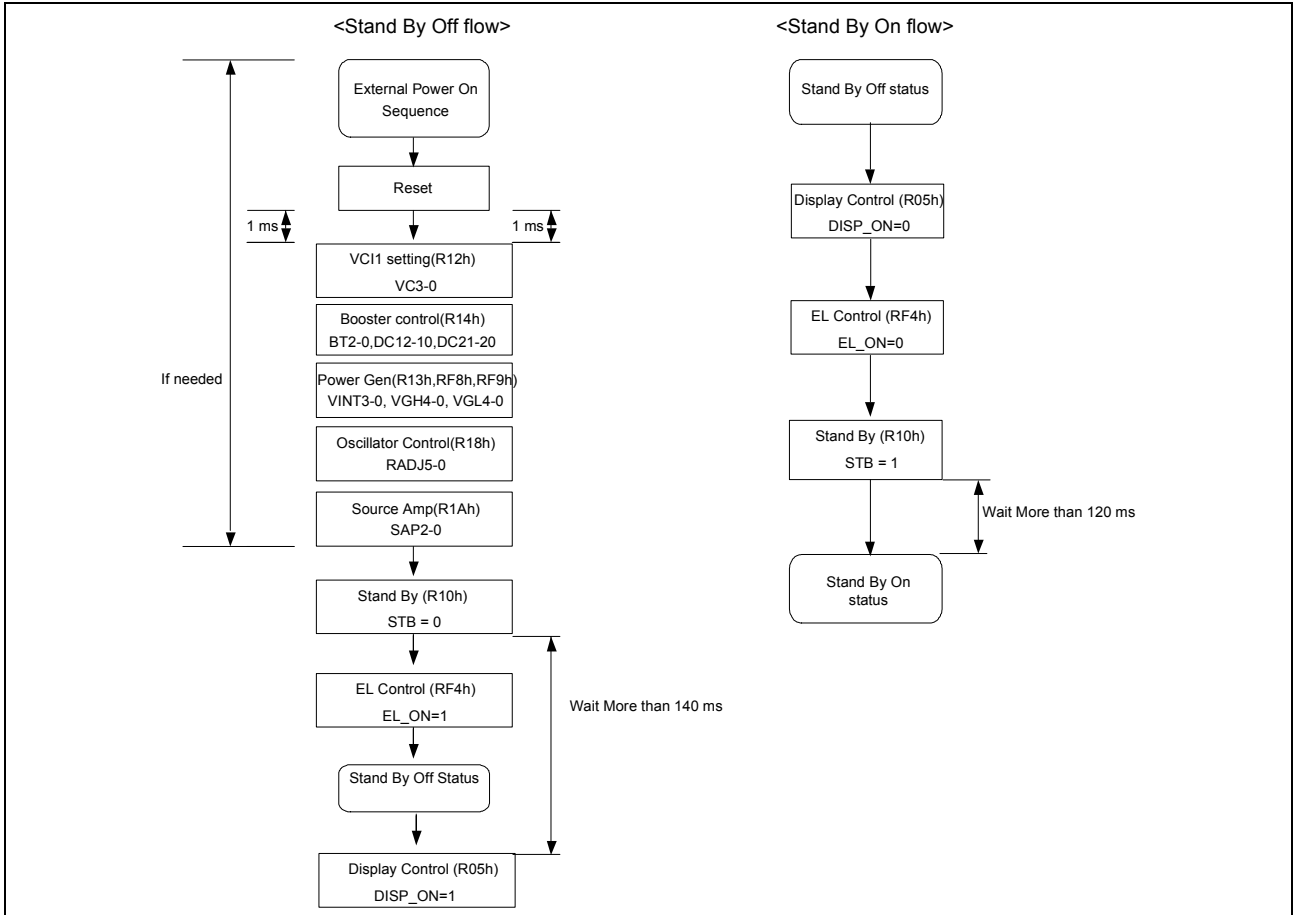 <Stand By Off flow>
External Power On
Sequence
Reset
1 ms
1 ms
VCI1 setting(R12h)
VC3-0
Booster control(R14h)
BT2-0,DC12-10,DC21-20
If needed
Power Gen(R13h,RF8h,RF9h)
VINT3-0, VGH4-0, VGL4-0
Oscillator Control(R18h)
RADJ5-0
Source Amp(R1Ah)
SAP2-0
Stand By (R10h)
STB = 0
EL Control (RF4h)
EL_ON=1
Wait More than 140 ms
Stand By Off Status
Display Control (R05h)
DISP_ON=1
<Stand By On flow>
Stand By Off status
Display Control (R05h)
DISP_ON=0
EL Control (RF4h)
EL_ON=0
Stand By (R10h)
STB = 1
Wait More than 120 ms
Stand By On
status